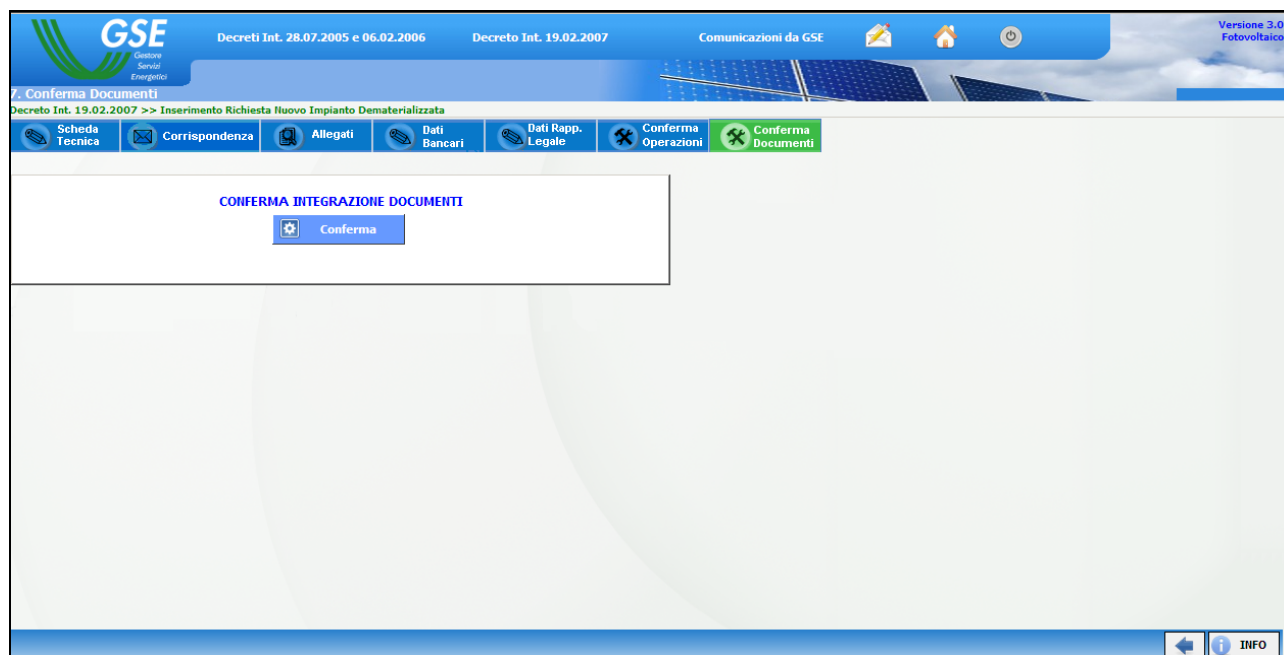 GSE
Gestore
Servizi
Energetici
Decreti Int. 28.07.2005 e 06.02.2006
Decreto Int. 19.02.2007
Comunicazioni da GSE
Versione 3.0
Fotovoltaico
7. Conferma Documenti
Decreto Int. 19.02.2007 >> Inserimento Richiesta Nuovo Impianto Dematerializzata
Scheda
Tecnica
Corrispondenza
Allegati
Dati
Bancari
Dati Rapp.
Legale
Conferma
Operazioni
Conferma
Documenti
CONFERMA INTEGRAZIONE DOCUMENTI
Conferma
INFO